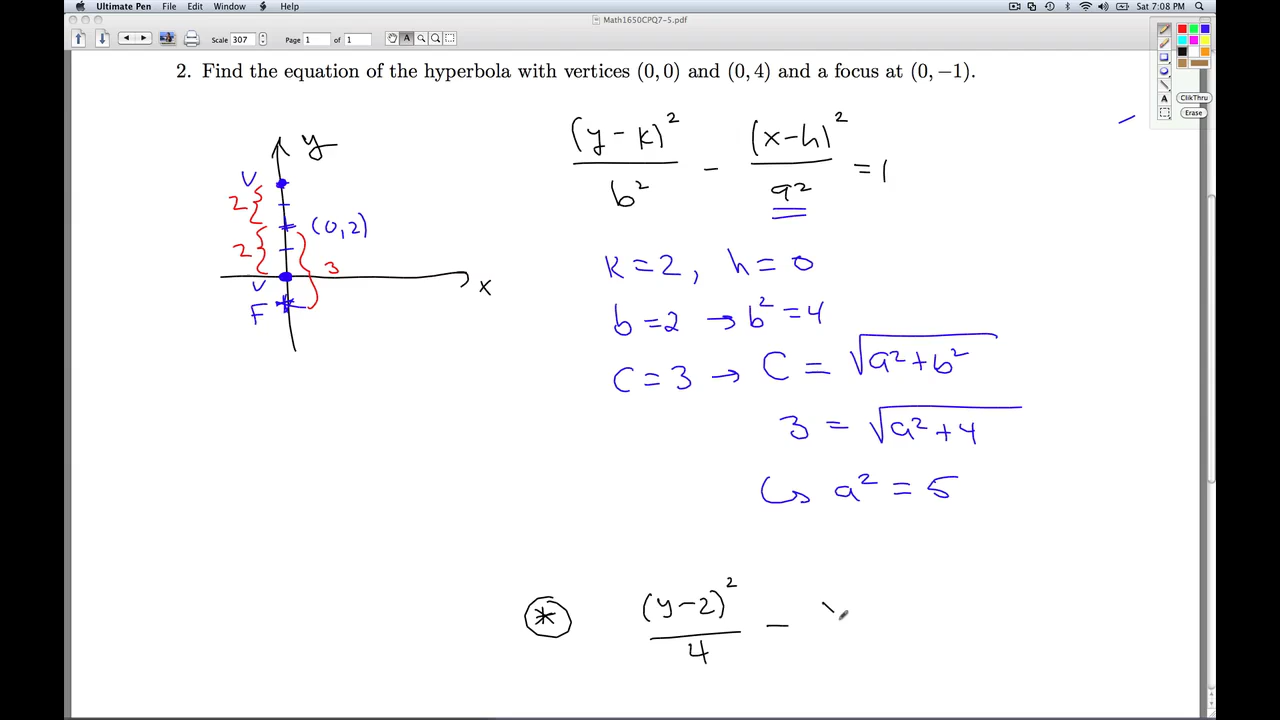 Ultimate Pen File Edit Window Help Sat 7:08 PM
Math1650CPQ7-5.pdf
Scale 307 Page 1 of 1
ClikThru
Erase
2. Find the equation of the hyperbola with vertices (0,0) and (0,4) and a focus at (0,−1).
(y−k)²/b² − (x−h)²/a² = 1
y
V
2
(0,2)
2
3
x
V
F
k=2, h=0
b=2 → b²=4
C=3 → C = √(a²+b²)
3 = √(a²+4)
↳ a² = 5
* (y−2)²/4 −